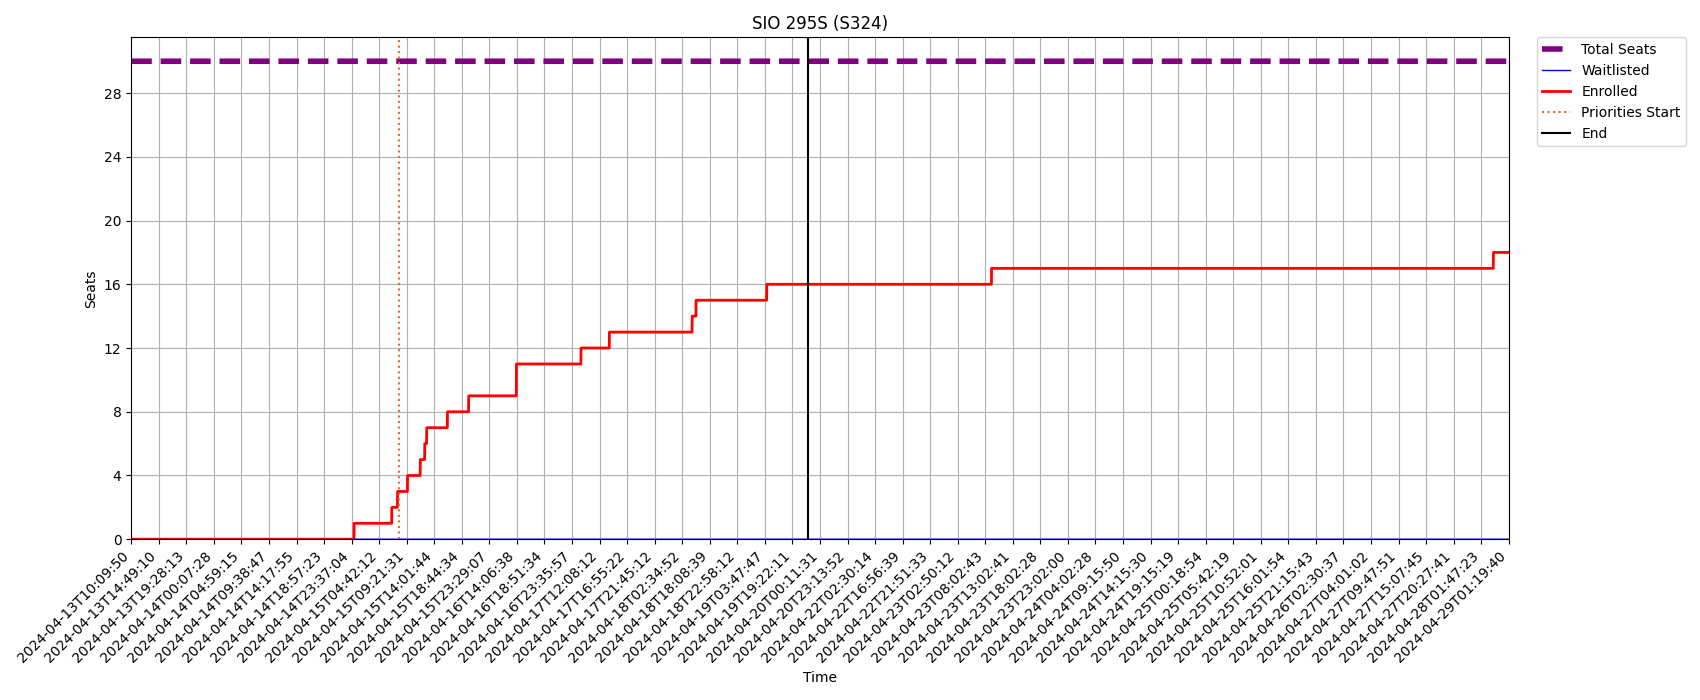 SIO 295S (S324)
Total Seats
Waitlisted
Enrolled
Priorities Start
End
28
24
20
16
12
8
4
0
Seats
2024-04-13T10:09:50
2024-04-13T14:49:10
2024-04-13T19:28:13
2024-04-14T00:07:28
2024-04-14T04:59:15
2024-04-14T09:38:47
2024-04-14T14:17:55
2024-04-14T18:57:23
2024-04-14T23:37:04
2024-04-15T04:42:12
2024-04-15T09:21:31
2024-04-15T14:01:44
2024-04-15T18:44:34
2024-04-15T23:29:07
2024-04-16T14:06:38
2024-04-16T18:51:34
2024-04-16T23:35:57
2024-04-17T12:08:12
2024-04-17T16:55:22
2024-04-17T21:45:12
2024-04-18T02:34:52
2024-04-18T18:08:39
2024-04-18T22:58:12
2024-04-19T03:47:47
2024-04-19T19:22:11
2024-04-20T00:11:31
2024-04-20T23:13:52
2024-04-22T02:30:14
2024-04-22T16:56:39
2024-04-22T21:51:33
2024-04-23T02:50:12
2024-04-23T08:02:43
2024-04-23T13:02:41
2024-04-23T18:02:28
2024-04-23T23:02:00
2024-04-24T04:02:28
2024-04-24T09:15:50
2024-04-24T14:15:30
2024-04-24T19:15:19
2024-04-25T00:18:54
2024-04-25T05:42:19
2024-04-25T10:52:01
2024-04-25T16:01:54
2024-04-25T21:15:43
2024-04-26T02:30:37
2024-04-27T04:01:02
2024-04-27T09:47:51
2024-04-27T15:07:45
2024-04-27T20:27:41
2024-04-28T01:47:23
2024-04-29T01:19:40
Time